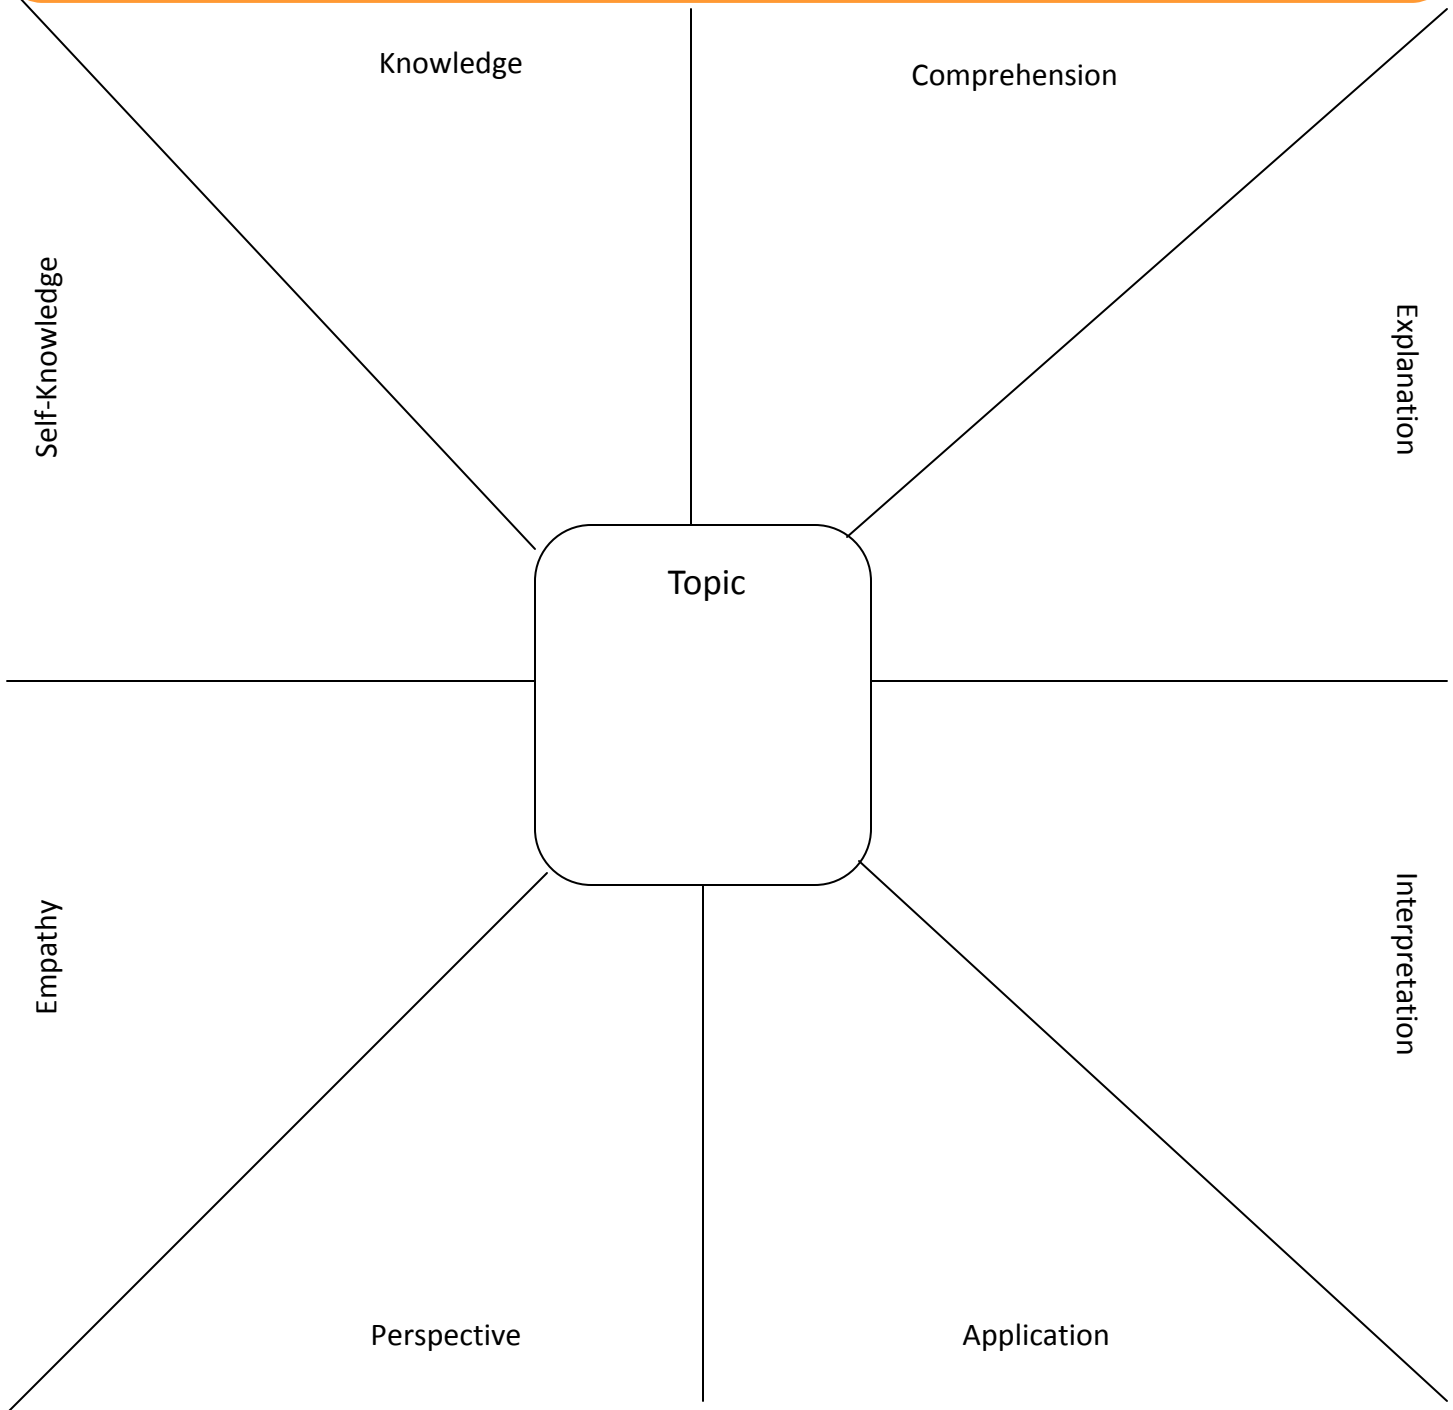 Knowledge
Comprehension
Self-Knowledge
Explanation
Topic
Empathy
Interpretation
Perspective
Application